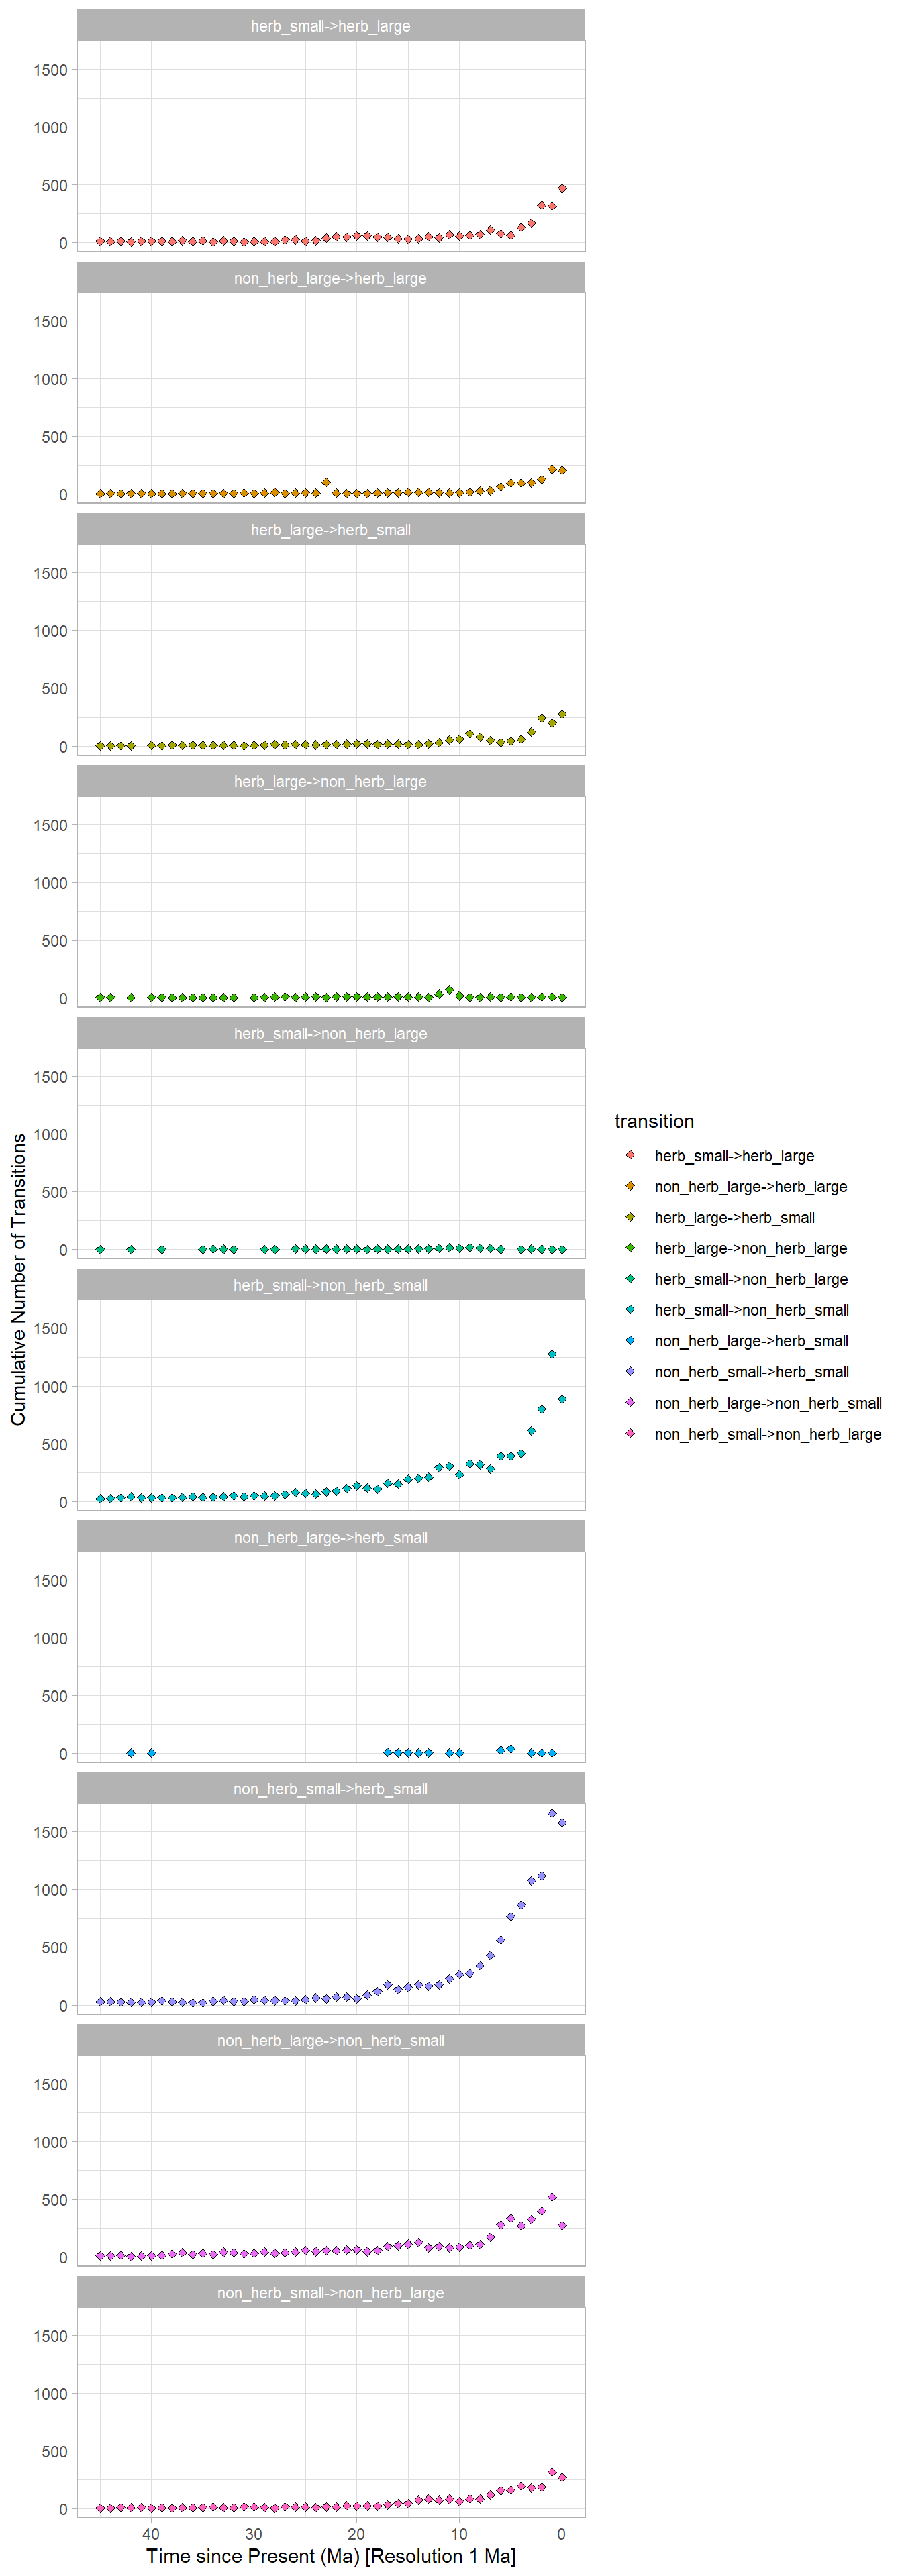 herb_small->herb_large
1500
1000
500
0
non_herb_large->herb_large
1500
1000
500
0
herb_large->herb_small
1500
1000
500
0
herb_large->non_herb_large
1500
1000
500
0
herb_small->non_herb_large
1500
1000
500
0
herb_small->non_herb_small
1500
1000
500
0
non_herb_large->herb_small
1500
1000
500
0
non_herb_small->herb_small
1500
1000
500
0
non_herb_large->non_herb_small
1500
1000
500
0
non_herb_small->non_herb_large
1500
1000
500
0
40 30 20 10 0
Time since Present (Ma) [Resolution 1 Ma]
Cumulative Number of Transitions
transition
herb_small->herb_large
non_herb_large->herb_large
herb_large->herb_small
herb_large->non_herb_large
herb_small->non_herb_large
herb_small->non_herb_small
non_herb_large->herb_small
non_herb_small->herb_small
non_herb_large->non_herb_small
non_herb_small->non_herb_large